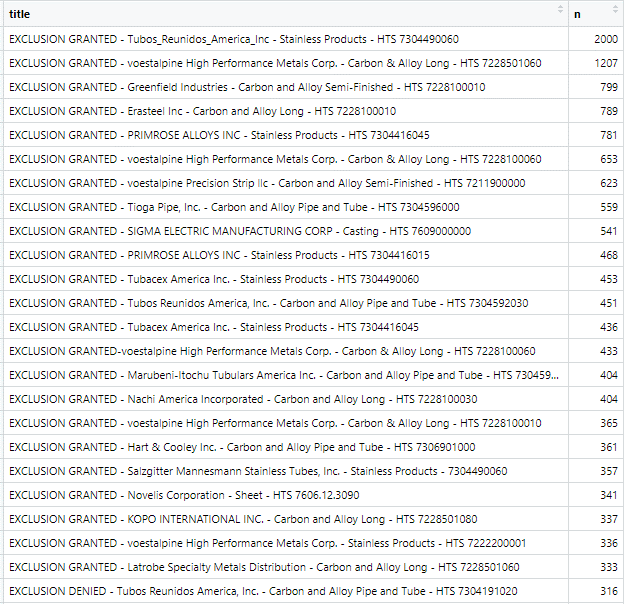 title n
EXCLUSION GRANTED - Tubos_Reunidos_America_Inc - Stainless Products - HTS 7304490060 2000
EXCLUSION GRANTED - voestalpine High Performance Metals Corp. - Carbon & Alloy Long - HTS 7228501060 1207
EXCLUSION GRANTED - Greenfield Industries - Carbon and Alloy Semi-Finished - HTS 7228100010 799
EXCLUSION GRANTED - Erasteel Inc - Carbon and Alloy Long - HTS 7228100010 789
EXCLUSION GRANTED - PRIMROSE ALLOYS INC - Stainless Products - HTS 7304416045 781
EXCLUSION GRANTED - voestalpine High Performance Metals Corp. - Carbon & Alloy Long - HTS 7228100060 653
EXCLUSION GRANTED - voestalpine Precision Strip llc - Carbon and Alloy Semi-Finished - HTS 7211900000 623
EXCLUSION GRANTED - Tioga Pipe, Inc. - Carbon and Alloy Pipe and Tube - HTS 7304596000 559
EXCLUSION GRANTED - SIGMA ELECTRIC MANUFACTURING CORP - Casting - HTS 7609000000 541
EXCLUSION GRANTED - PRIMROSE ALLOYS INC - Stainless Products - HTS 7304416015 468
EXCLUSION GRANTED - Tubacex America Inc. - Stainless Products - HTS 7304490060 453
EXCLUSION GRANTED - Tubos Reunidos America, Inc. - Carbon and Alloy Pipe and Tube - HTS 7304592030 451
EXCLUSION GRANTED - Tubacex America Inc. - Stainless Products - HTS 7304416045 436
EXCLUSION GRANTED-voestalpine High Performance Metals Corp. - Carbon & Alloy Long - HTS 7228100060 433
EXCLUSION GRANTED - Marubeni-Itochu Tubulars America Inc. - Carbon and Alloy Pipe and Tube - HTS 730459... 404
EXCLUSION GRANTED - Nachi America Incorporated - Carbon and Alloy Long - HTS 7228100030 404
EXCLUSION GRANTED - voestalpine High Performance Metals Corp. - Carbon & Alloy Long - HTS 7228100010 365
EXCLUSION GRANTED - Hart & Cooley Inc. - Carbon and Alloy Pipe and Tube - HTS 7306901000 361
EXCLUSION GRANTED - Salzgitter Mannesmann Stainless Tubes, Inc. - Stainless Products - 7304490060 357
EXCLUSION GRANTED - Novelis Corporation - Sheet - HTS 7606.12.3090 341
EXCLUSION GRANTED - KOPO INTERNATIONAL INC. - Carbon and Alloy Long - HTS 7228501080 337
EXCLUSION GRANTED - voestalpine High Performance Metals Corp. - Stainless Products - HTS 7222200001 336
EXCLUSION GRANTED - Latrobe Specialty Metals Distribution - Carbon and Alloy Long - HTS 7228501060 333
EXCLUSION DENIED - Tubos Reunidos America, Inc. - Carbon and Alloy Pipe and Tube - HTS 7304191020 316